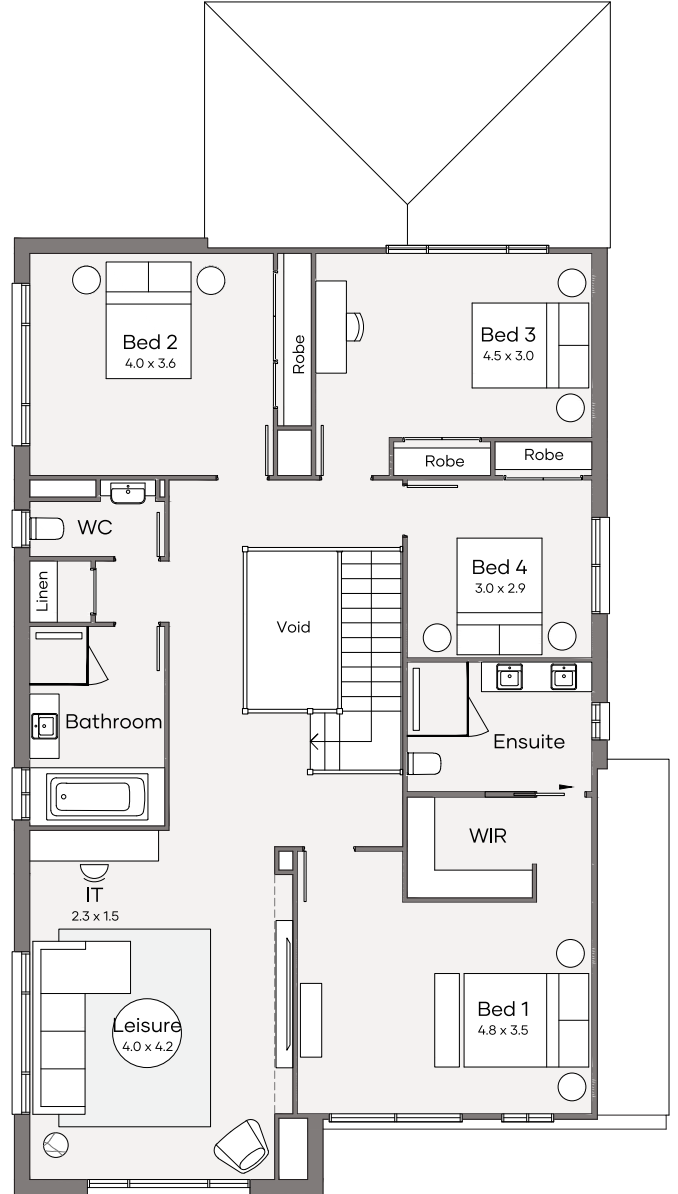 Bed 2
4.0 x 3.6
Robe
Bed 3
4.5 x 3.0
Robe
Robe
WC
Linen
Bed 4
3.0 x 2.9
Void
Bathroom
Ensuite
WIR
IT
2.3 x 1.5
Leisure
4.0 x 4.2
Bed 1
4.8 x 3.5